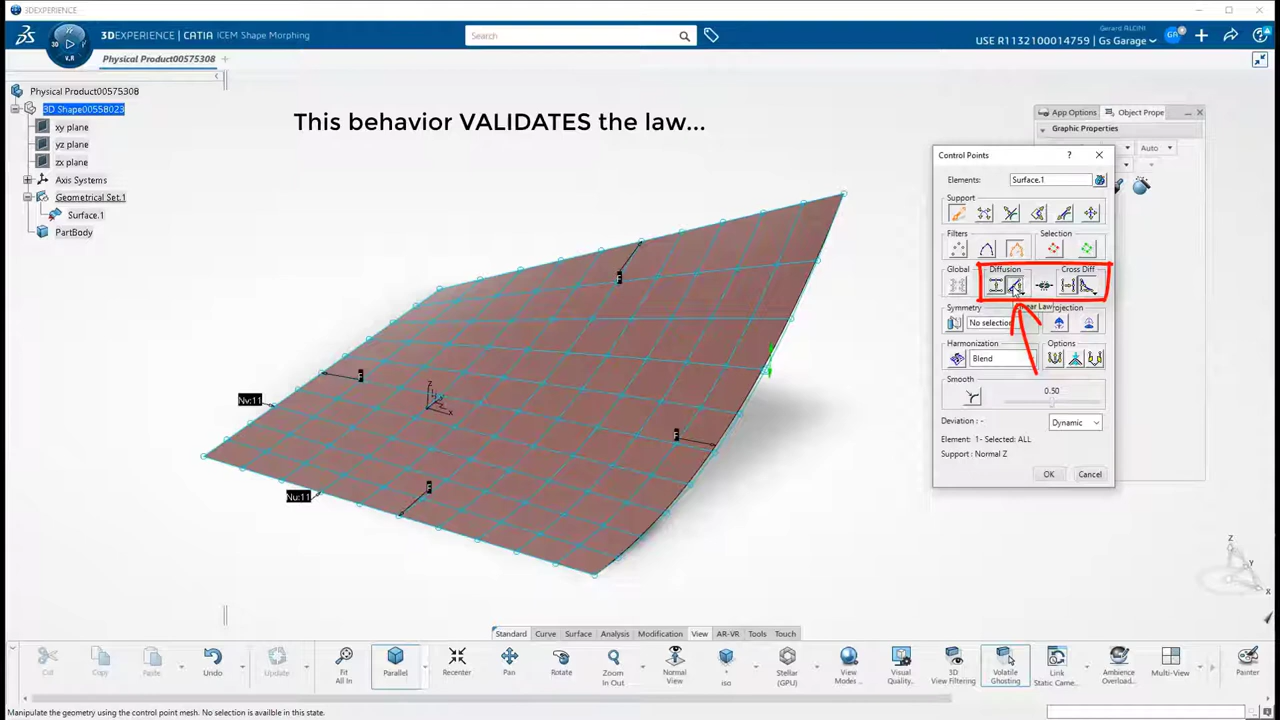 3DEXPERIENCE
3DEXPERIENCE | CATIA ICEM Shape Morphing
Search
Gerard ALCINI
USE R1132100014759 | Gs Garage
3D
V.R
GR
Physical Product00575308
Physical Product00575308
3D Shape00558023
xy plane
yz plane
zx plane
Axis Systems
Geometrical Set.1
Surface.1
PartBody
This behavior VALIDATES the law...
App Options
Object Prope
Graphic Properties
Auto
Control Points
?
Elements:
Surface.1
Support
Filters
Selection
Global
Diffusion
Cross Diff
Symmetry
No selection
Harmonization
Options
Blend
Smooth
0.50
Deviation : -
Dynamic
Element: 1- Selected: ALL
Support : Normal Z
OK
Cancel
F
F
F
F
Nv:11
Nu:11
Z
X
Z
Y
X
Standard
Curve
Surface
Analysis
Modification
View
AR-VR
Tools
Touch
Cut
Copy
Paste
Undo
Update
Fit All In
Parallel
Recenter
Pan
Rotate
Zoom In Out
Normal View
iso
Stellar (GPU)
View Modes ..
Visual Quality..
3D View Filtering
Volatile Ghosting
Link Static Came..
Ambience Overload...
Multi-View
Painter
Manipulate the geometry using the control point mesh. No selection is availble in this state.